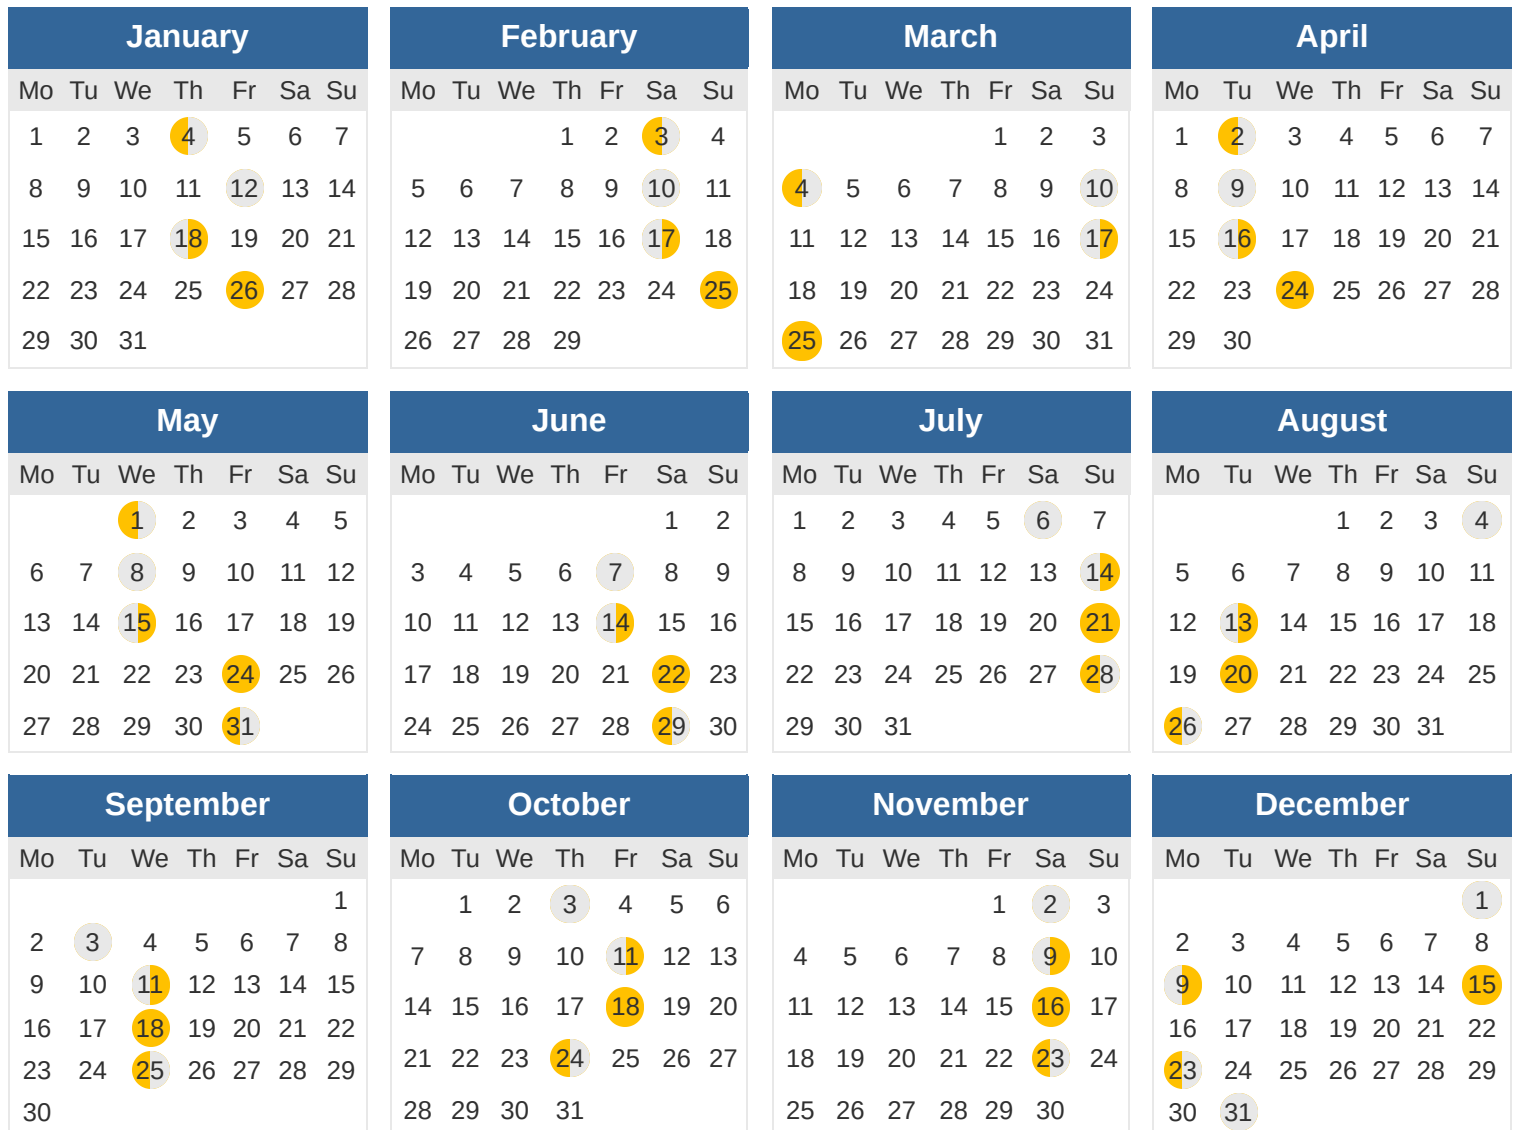 January
Mo Tu We Th Fr Sa Su
1 2 3 4 5 6 7
8 9 10 11 12 13 14
15 16 17 18 19 20 21
22 23 24 25 26 27 28
29 30 31
February
Mo Tu We Th Fr Sa Su
1 2 3 4
5 6 7 8 9 10 11
12 13 14 15 16 17 18
19 20 21 22 23 24 25
26 27 28 29
March
Mo Tu We Th Fr Sa Su
1 2 3
4 5 6 7 8 9 10
11 12 13 14 15 16 17
18 19 20 21 22 23 24
25 26 27 28 29 30 31
April
Mo Tu We Th Fr Sa Su
1 2 3 4 5 6 7
8 9 10 11 12 13 14
15 16 17 18 19 20 21
22 23 24 25 26 27 28
29 30
May
Mo Tu We Th Fr Sa Su
1 2 3 4 5
6 7 8 9 10 11 12
13 14 15 16 17 18 19
20 21 22 23 24 25 26
27 28 29 30 31
June
Mo Tu We Th Fr Sa Su
1 2
3 4 5 6 7 8 9
10 11 12 13 14 15 16
17 18 19 20 21 22 23
24 25 26 27 28 29 30
July
Mo Tu We Th Fr Sa Su
1 2 3 4 5 6 7
8 9 10 11 12 13 14
15 16 17 18 19 20 21
22 23 24 25 26 27 28
29 30 31
August
Mo Tu We Th Fr Sa Su
1 2 3 4
5 6 7 8 9 10 11
12 13 14 15 16 17 18
19 20 21 22 23 24 25
26 27 28 29 30 31
September
Mo Tu We Th Fr Sa Su
1
2 3 4 5 6 7 8
9 10 11 12 13 14 15
16 17 18 19 20 21 22
23 24 25 26 27 28 29
30
October
Mo Tu We Th Fr Sa Su
1 2 3 4 5 6
7 8 9 10 11 12 13
14 15 16 17 18 19 20
21 22 23 24 25 26 27
28 29 30 31
November
Mo Tu We Th Fr Sa Su
1 2 3
4 5 6 7 8 9 10
11 12 13 14 15 16 17
18 19 20 21 22 23 24
25 26 27 28 29 30
December
Mo Tu We Th Fr Sa Su
1
2 3 4 5 6 7 8
9 10 11 12 13 14 15
16 17 18 19 20 21 22
23 24 25 26 27 28 29
30 31